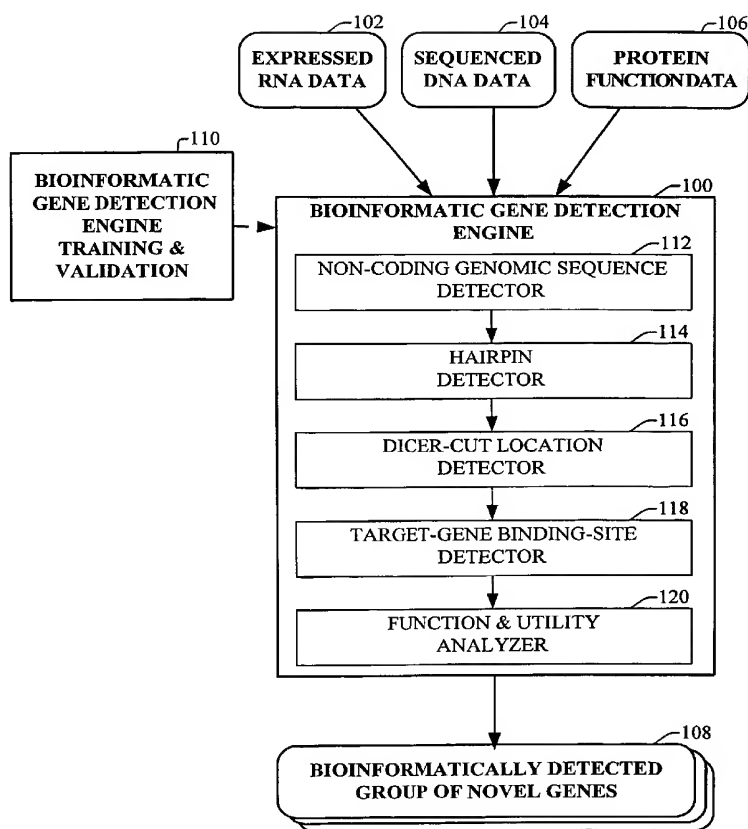 102
104
106
EXPRESSED
RNA DATA
SEQUENCED
DNA DATA
PROTEIN
FUNCTION DATA
110
BIOINFORMATIC
GENE DETECTION
ENGINE
TRAINING &
VALIDATION
100
BIOINFORMATIC GENE DETECTION
ENGINE
112
NON-CODING GENOMIC SEQUENCE
DETECTOR
114
HAIRPIN
DETECTOR
116
DICER-CUT LOCATION
DETECTOR
118
TARGET-GENE BINDING-SITE
DETECTOR
120
FUNCTION & UTILITY
ANALYZER
108
BIOINFORMATICALLY DETECTED
GROUP OF NOVEL GENES